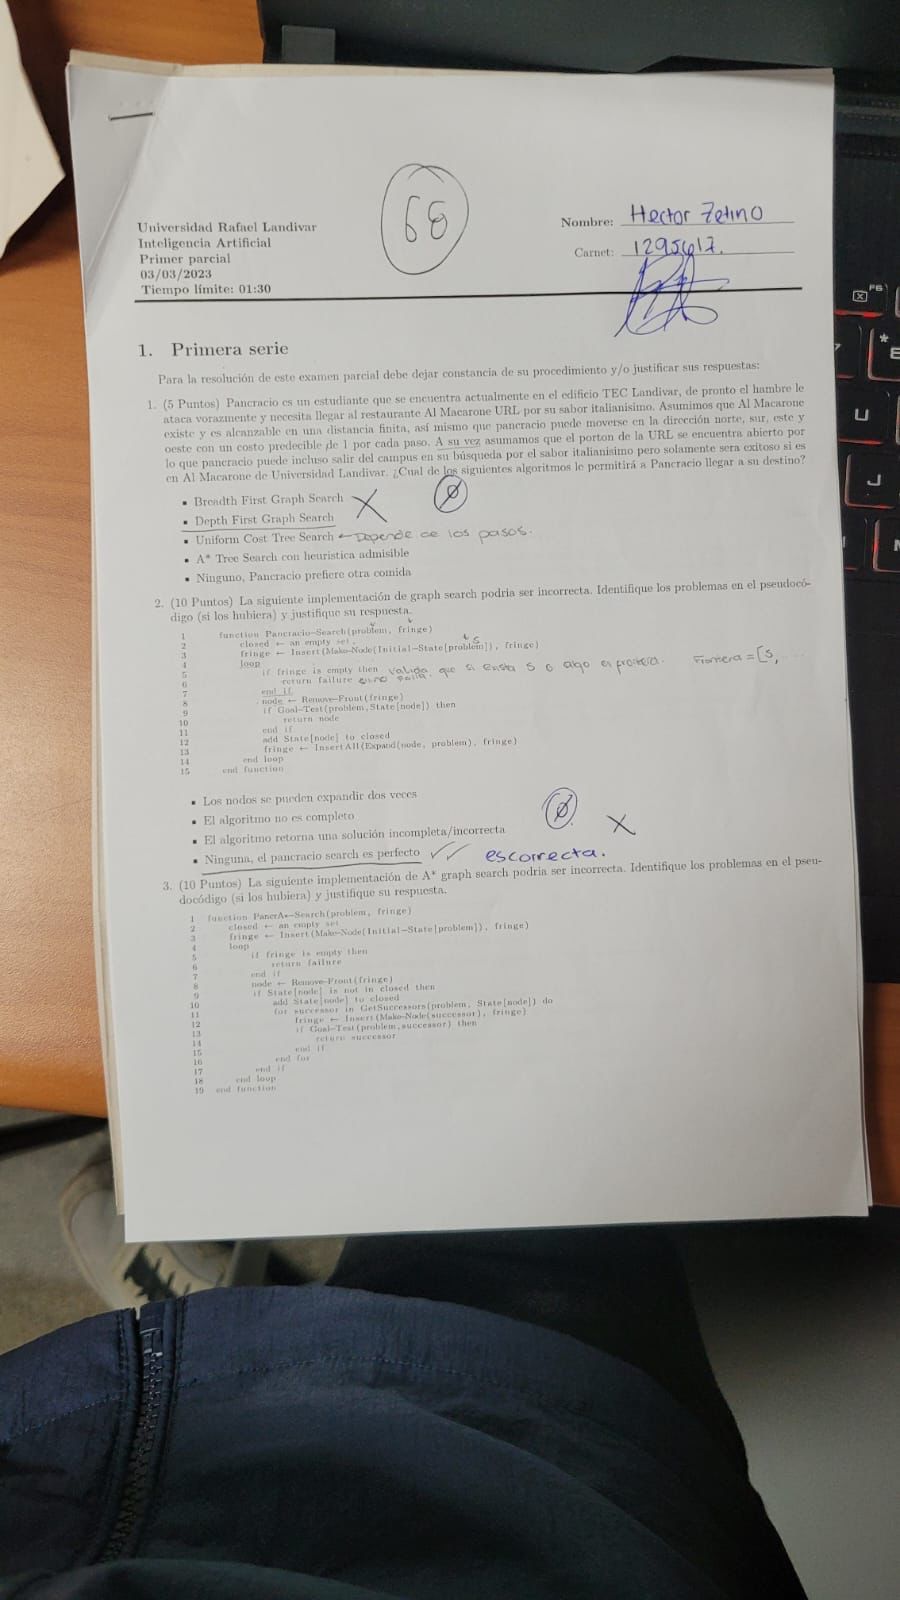 68
Universidad Rafael Landivar
Inteligencia Artificial
Primer parcial
03/03/2023
Tiempo límite: 01:30
Nombre: Hector Zetino
Carnet: 1295617.
1. Primera serie
Para la resolución de este examen parcial debe dejar constancia de su procedimiento y/o justificar sus respuestas:
1. (5 Puntos) Pancracio es un estudiante que se encuentra actualmente en el edificio TEC Landivar, de pronto el hambre le
ataca vorazmente y necesita llegar al restaurante Al Macarone URL por su sabor italianisimo. Asumimos que Al Macarone
existe y es alcanzable en una distancia finita, así mismo que pancracio puede moverse en la dirección norte, sur, este y
oeste con un costo predecible de 1 por cada paso. A su vez asumamos que el porton de la URL se encuentra abierto por
lo que pancracio puede incluso salir del campus en su búsqueda por el sabor italianisimo pero solamente sera exitoso si es
en Al Macarone de Universidad Landivar. ¿Cual de los siguientes algoritmos le permitirá a Pancracio llegar a su destino?
▪ Breadth First Graph Search
▪ Depth First Graph Search
▪ Uniform Cost Tree Search ← Depende de los pasos.
▪ A* Tree Search con heuristica admisible
▪ Ninguno, Pancracio prefiere otra comida
2. (10 Puntos) La siguiente implementación de graph search podria ser incorrecta. Identifique los problemas en el pseudocó-
digo (si los hubiera) y justifique su respuesta.
1 function Pancracio-Search(problem, fringe)
2 closed ← an empty set
3 fringe ← Insert(Make-Node(Initial-State[problem]), fringe)
4 loop
5 if fringe is empty then valida que si exista S o algo en frontera. Frontera = [S,
6 return failure sino falla.
7 end if
8 node ← Remove-Front(fringe)
9 if Goal-Test(problem,State[node]) then
10 return node
11 end if
12 add State[node] to closed
13 fringe ← InsertAll(Expand(node, problem), fringe)
14 end loop
15 end function
▪ Los nodos se pueden expandir dos veces
▪ El algoritmo no es completo
▪ El algoritmo retorna una solución incompleta/incorrecta
▪ Ninguna, el pancracio search es perfecto escorrecta.
3. (10 Puntos) La siguiente implementación de A* graph search podria ser incorrecta. Identifique los problemas en el pseu-
docódigo (si los hubiera) y justifique su respuesta.
1 function PancrA*-Search(problem, fringe)
2 closed ← an empty set
3 fringe ← Insert(Make-Node(Initial-State[problem]), fringe)
4 loop
5 if fringe is empty then
6 return failure
7 end if
8 node ← Remove-Front(fringe)
9 if State[node] is not in closed then
10 add State[node] to closed
11 for successor in GetSuccessors(problem, State[node]) do
12 fringe ← Insert(Make-Node(successor), fringe)
13 if Goal-Test(problem,successor) then
14 return successor
15 end if
16 end for
17 end if
18 end loop
19 end function